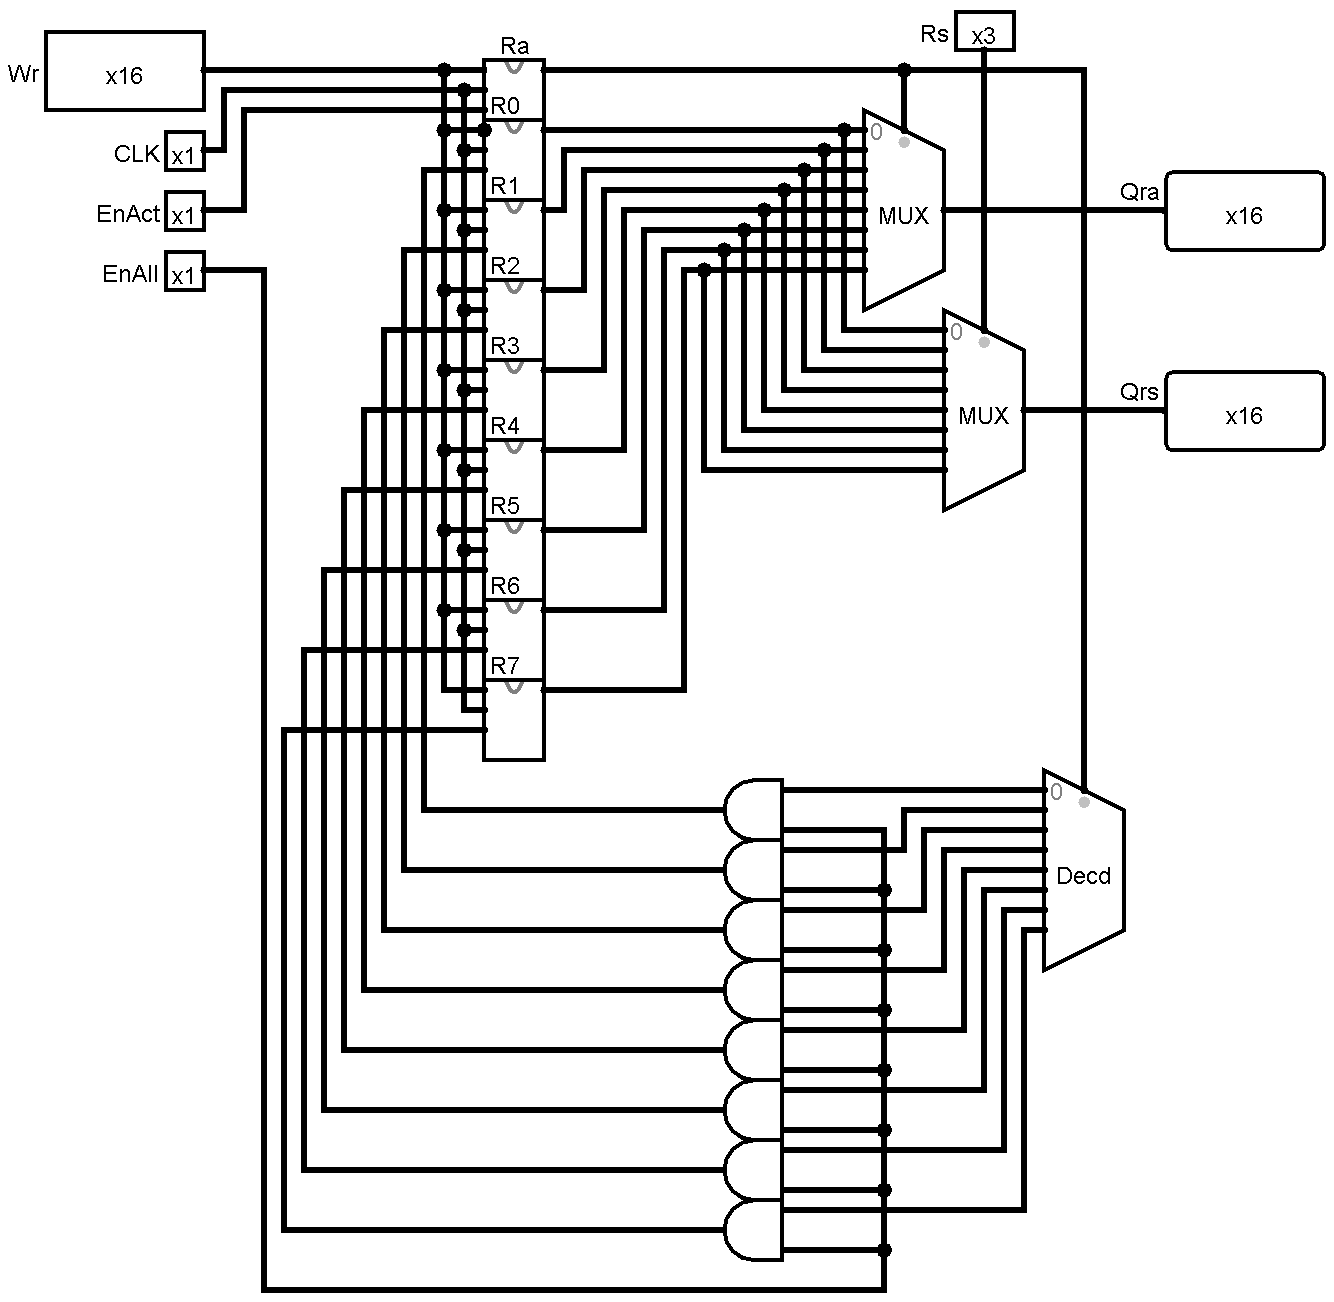 Wr
x16
CLK
x1
EnAct
x1
EnAll
x1
Ra
R0
R1
R2
R3
R4
R5
R6
R7
Rs
x3
0
MUX
0
MUX
Qra
x16
Qrs
x16
0
Decd